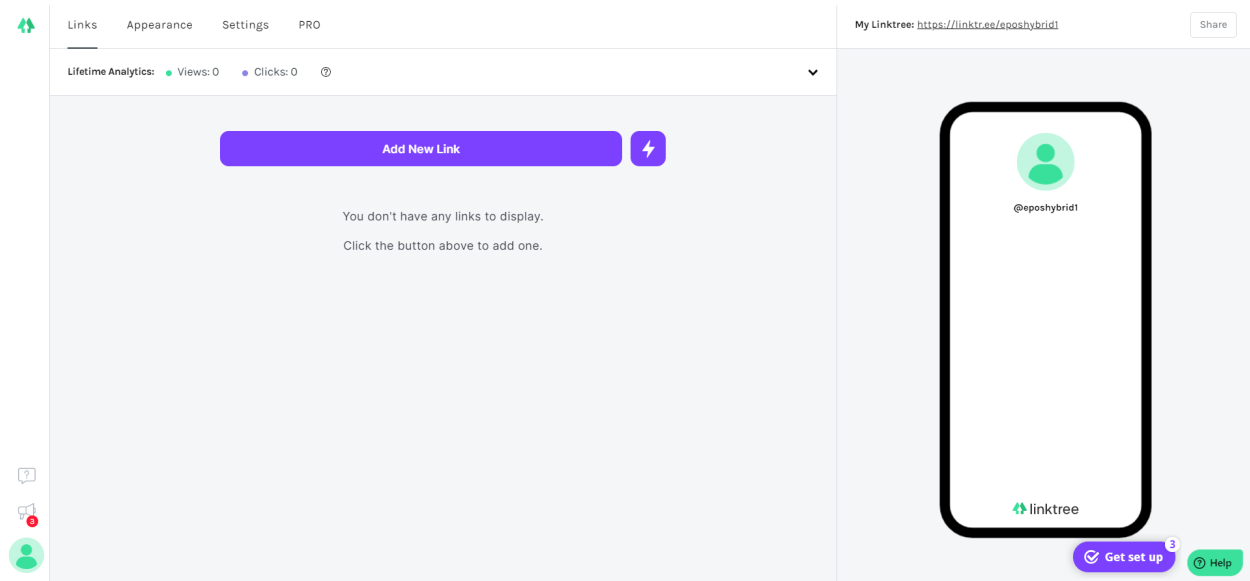 Links Appearance Settings PRO
My Linktree: https://linktr.ee/eposhybrid1
Share
Lifetime Analytics: Views: 0 Clicks: 0 ?
Add New Link
You don't have any links to display.
Click the button above to add one.
@eposhybrid1
linktree
?
3
Get set up 3
? Help